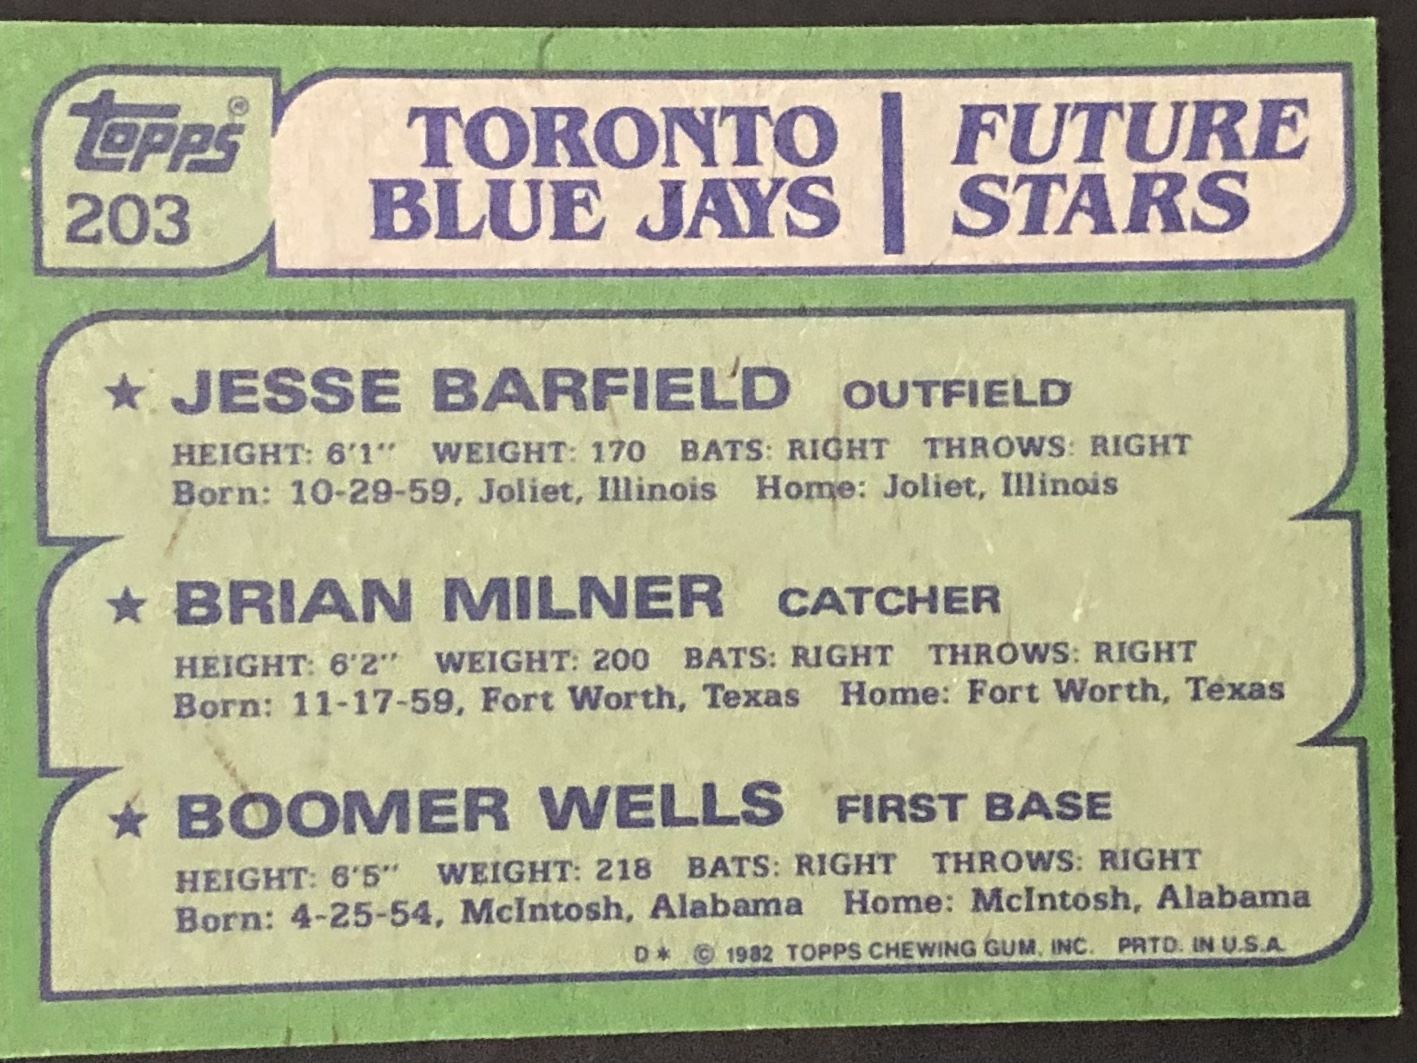 topps®
203
TORONTO
BLUE JAYS
FUTURE
STARS
★ JESSE BARFIELD OUTFIELD
HEIGHT: 6'1" WEIGHT: 170 BATS: RIGHT THROWS: RIGHT
Born: 10-29-59, Joliet, Illinois Home: Joliet, Illinois
★ BRIAN MILNER CATCHER
HEIGHT: 6'2" WEIGHT: 200 BATS: RIGHT THROWS: RIGHT
Born: 11-17-59, Fort Worth, Texas Home: Fort Worth, Texas
★ BOOMER WELLS FIRST BASE
HEIGHT: 6'5" WEIGHT: 218 BATS: RIGHT THROWS: RIGHT
Born: 4-25-54, McIntosh, Alabama Home: McIntosh, Alabama
D* © 1982 TOPPS CHEWING GUM, INC. PRTD. IN U.S.A.